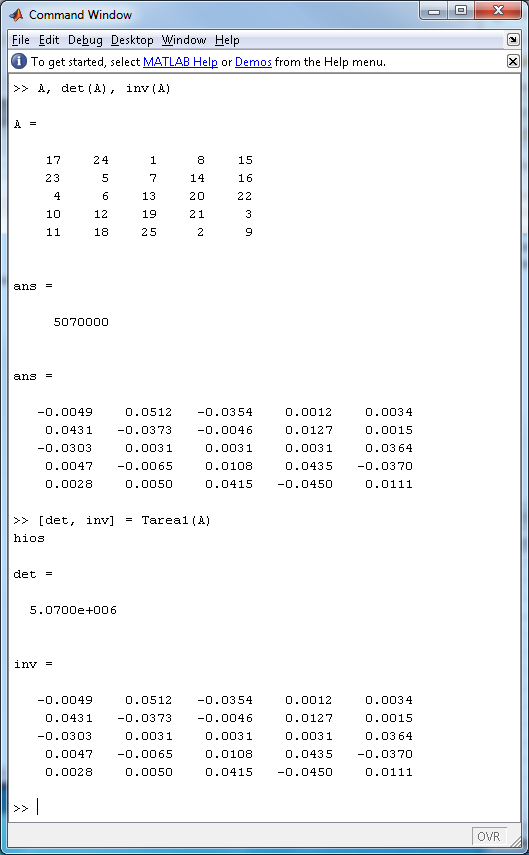 Command Window
File Edit Debug Desktop Window Help
To get started, select MATLAB Help or Demos from the Help menu.
>> A, det(A), inv(A)
A =
17 24 1 8 15
23 5 7 14 16
4 6 13 20 22
10 12 19 21 3
11 18 25 2 9
ans =
5070000
ans =
-0.0049 0.0512 -0.0354 0.0012 0.0034
0.0431 -0.0373 -0.0046 0.0127 0.0015
-0.0303 0.0031 0.0031 0.0031 0.0364
0.0047 -0.0065 0.0108 0.0435 -0.0370
0.0028 0.0050 0.0415 -0.0450 0.0111
>> [det, inv] = Tarea1(A)
hios
det =
5.0700e+006
inv =
-0.0049 0.0512 -0.0354 0.0012 0.0034
0.0431 -0.0373 -0.0046 0.0127 0.0015
-0.0303 0.0031 0.0031 0.0031 0.0364
0.0047 -0.0065 0.0108 0.0435 -0.0370
0.0028 0.0050 0.0415 -0.0450 0.0111
>>
OVR